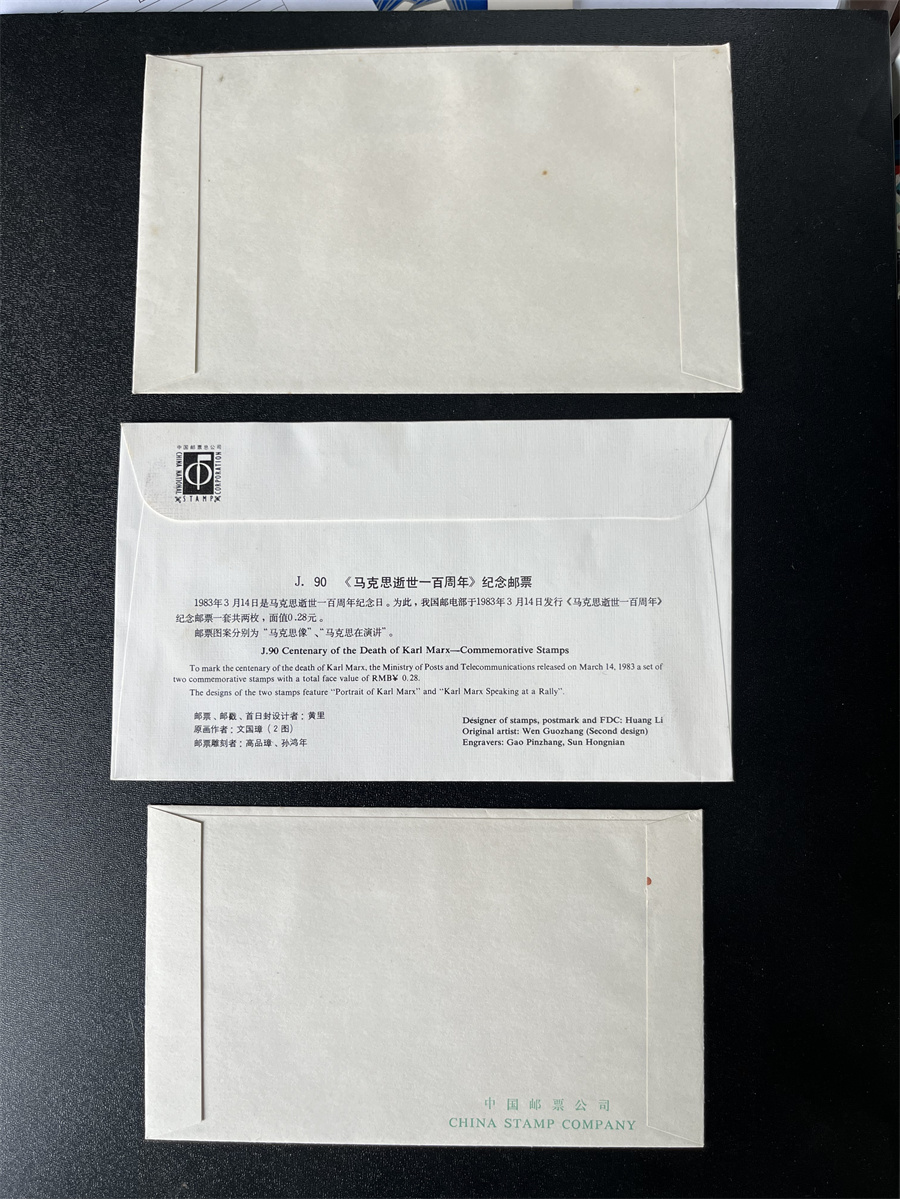 中国邮票总公司
CHINA NATIONAL
STAMP
CORPORATION
J. 90 《马克思逝世一百周年》纪念邮票
1983年3月14日是马克思逝世一百周年纪念日。为此，我国邮电部于1983年3月14日发行《马克思逝世一百周年》
纪念邮票一套共两枚，面值0.28元。
邮票图案分别为“马克思像”、“马克思在演讲”。
J.90 Centenary of the Death of Karl Marx—Commemorative Stamps
To mark the centenary of the death of Karl Marx, the Ministry of Posts and Telecommunications released on March 14, 1983 a set of
two commemorative stamps with a total face value of RMB¥ 0.28.
The designs of the two stamps feature “Portrait of Karl Marx” and “Karl Marx Speaking at a Rally”.
邮票、邮戳、首日封设计者：黄里
原画作者：文国璋（2图）
邮票雕刻者：高品璋、孙鸿年
Designer of stamps, postmark and FDC: Huang Li
Original artist: Wen Guozhang (Second design)
Engravers: Gao Pinzhang, Sun Hongnian
中国邮票公司
CHINA STAMP COMPANY